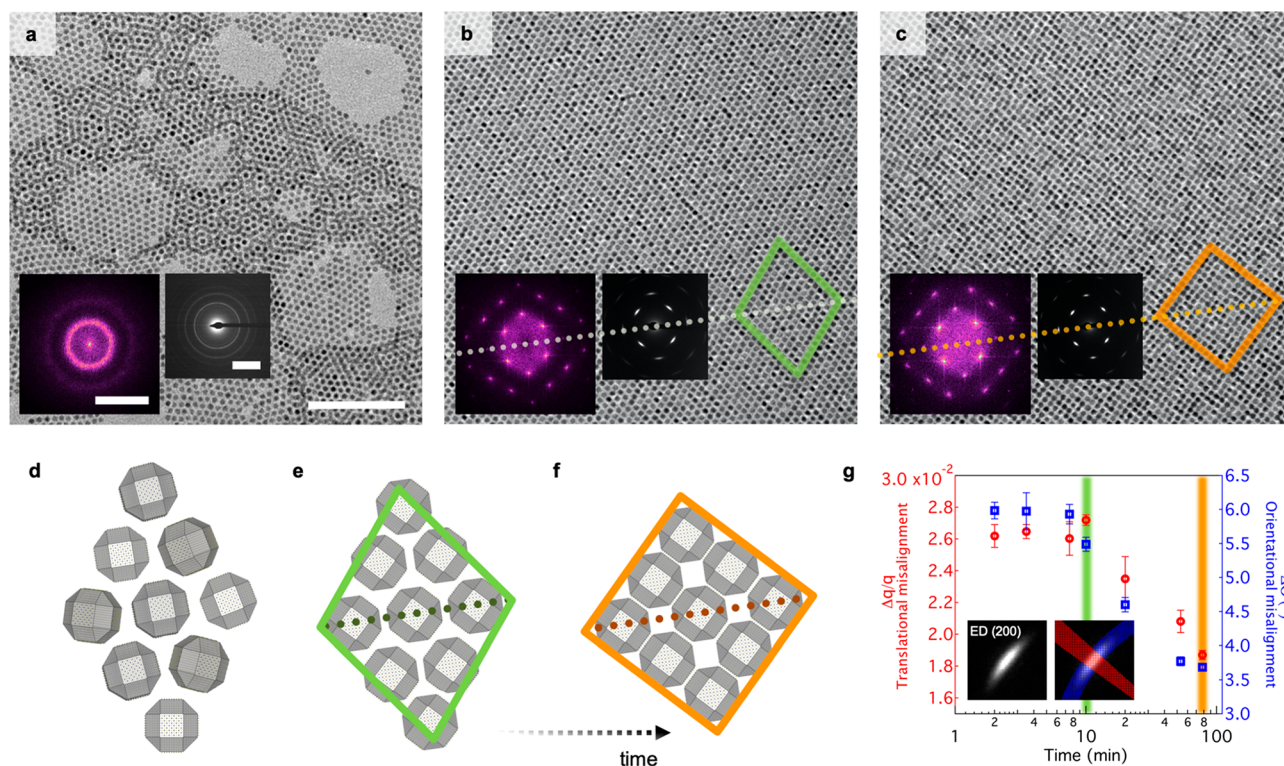 a
b
c
d
e
f
time
g
3.0 x10⁻²
2.8
2.6
2.4
2.2
2.0
1.8
1.6
Δq/q
Translational misalignment
6.5
6.0
5.5
5.0
4.5
4.0
3.5
3.0
Orientational misalignment
ED (200)
2
4
6
8
2
4
6
8
1
10
100
Time (min)